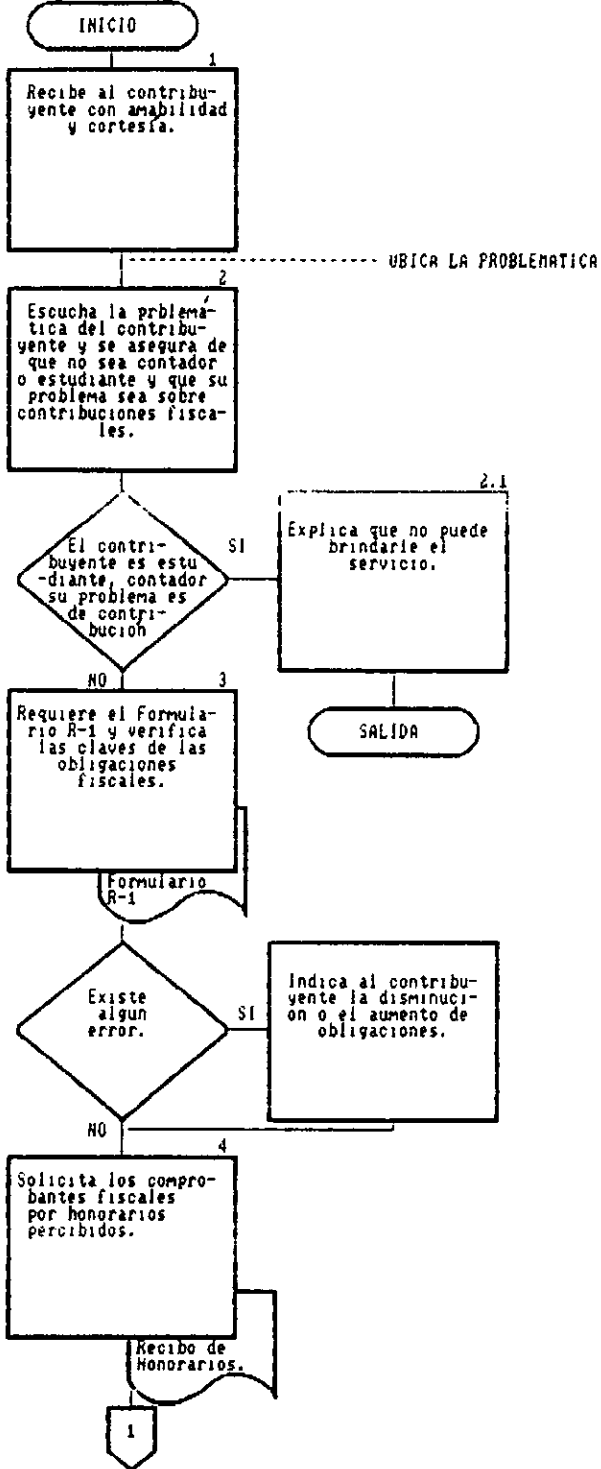 INICIO
1
Recibe al contribu-
yente con amabilidad
y cortesía.
UBICA LA PROBLEMATICA
2
Escucha la prblemá-
tica del contribu-
yente y se asegura de
que no sea contador
o estudiante y que su
problema sea sobre
contribuciones fisca-
les.
El contri-
buyente es estu
-diante, contador
su problema es
de contri-
bución
SI
2.1
Explica que no puede
brindarle el
servicio.
SALIDA
NO
3
Requiere el Formula-
rio R-1 y verifica
las claves de las
obligaciones
fiscales.
Formulario
R-1
Existe
algun
error.
SI
Indica al contribu-
yente la disminuci-
on o el aumento de
obligaciones.
NO
4
Solicita los compro-
bantes fiscales
por honorarios
percibidos.
Recibo de
Honorarios.
1